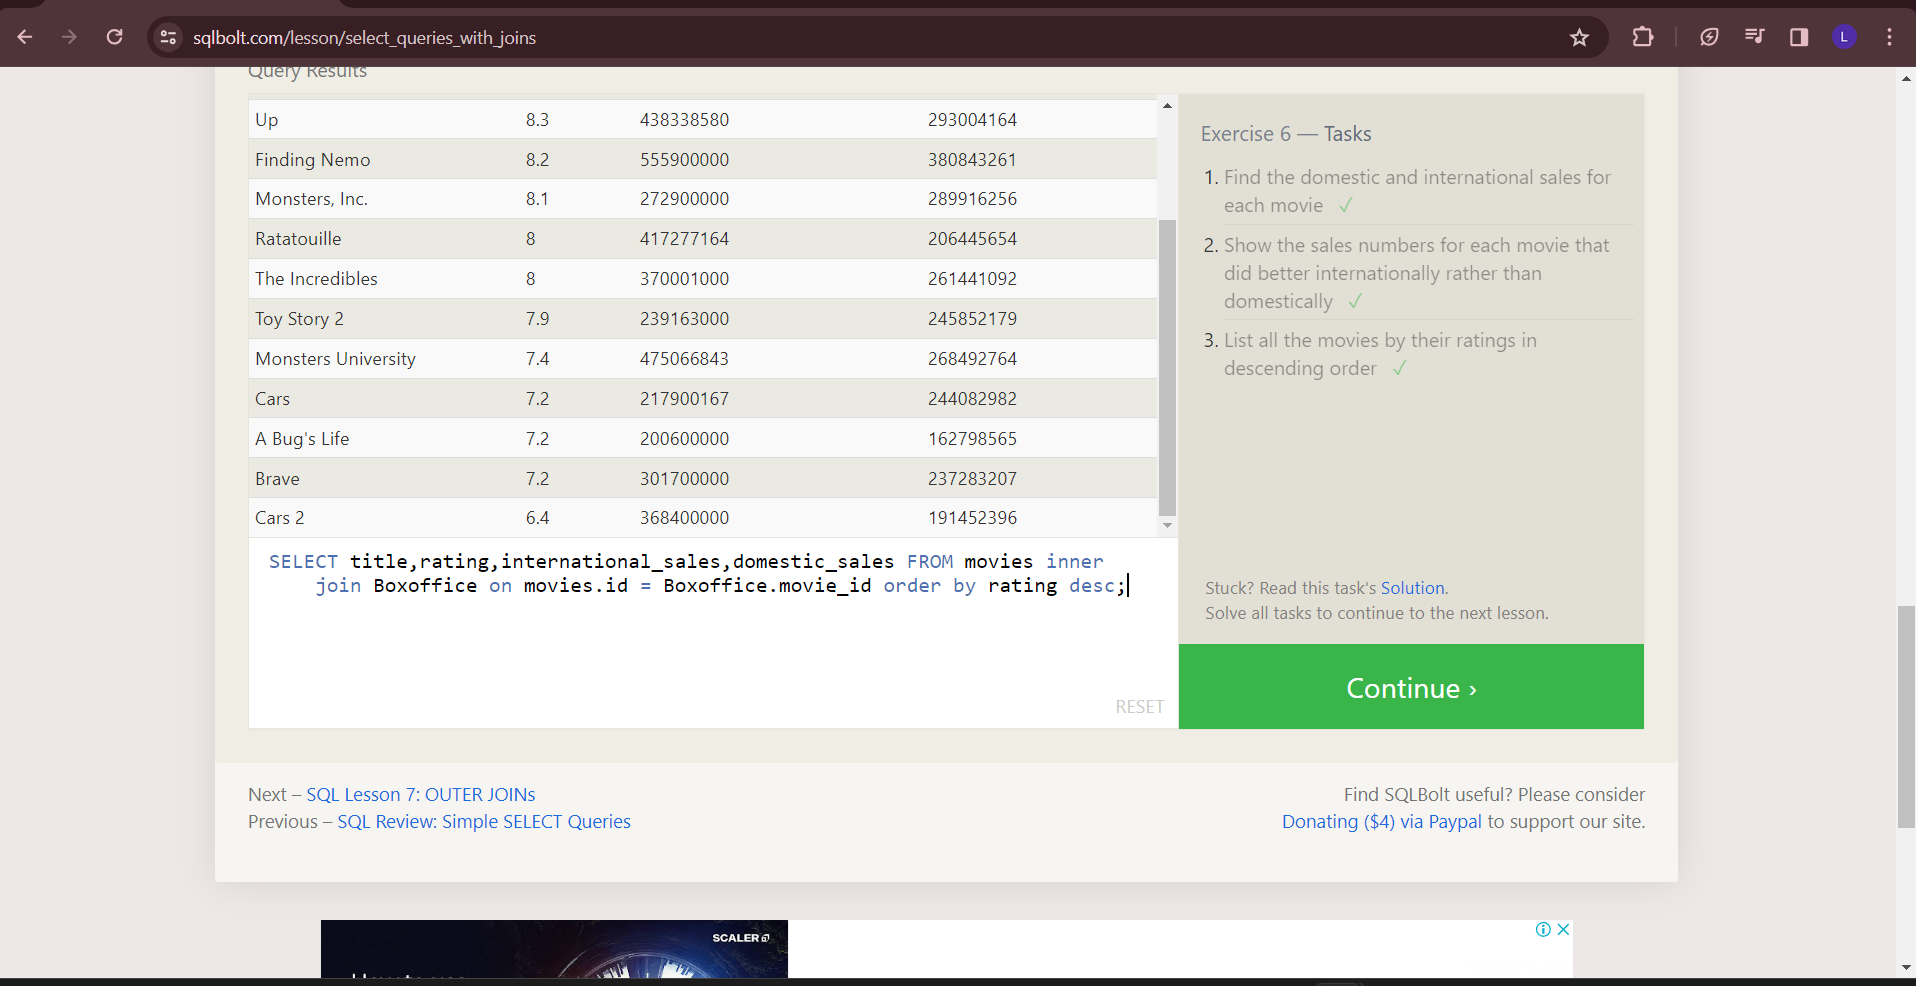 sqlbolt.com/lesson/select_queries_with_joins
L
Query Results
Up 8.3 438338580 293004164
Finding Nemo 8.2 555900000 380843261
Monsters, Inc. 8.1 272900000 289916256
Ratatouille 8 417277164 206445654
The Incredibles 8 370001000 261441092
Toy Story 2 7.9 239163000 245852179
Monsters University 7.4 475066843 268492764
Cars 7.2 217900167 244082982
A Bug's Life 7.2 200600000 162798565
Brave 7.2 301700000 237283207
Cars 2 6.4 368400000 191452396
SELECT title,rating,international_sales,domestic_sales FROM movies inner
join Boxoffice on movies.id = Boxoffice.movie_id order by rating desc;
RESET
Exercise 6 — Tasks
1. Find the domestic and international sales for
each movie ✓
2. Show the sales numbers for each movie that
did better internationally rather than
domestically ✓
3. List all the movies by their ratings in
descending order ✓
Stuck? Read this task's Solution.
Solve all tasks to continue to the next lesson.
Continue ›
Next – SQL Lesson 7: OUTER JOINs
Previous – SQL Review: Simple SELECT Queries
Find SQLBolt useful? Please consider
Donating ($4) via Paypal to support our site.
SCALER